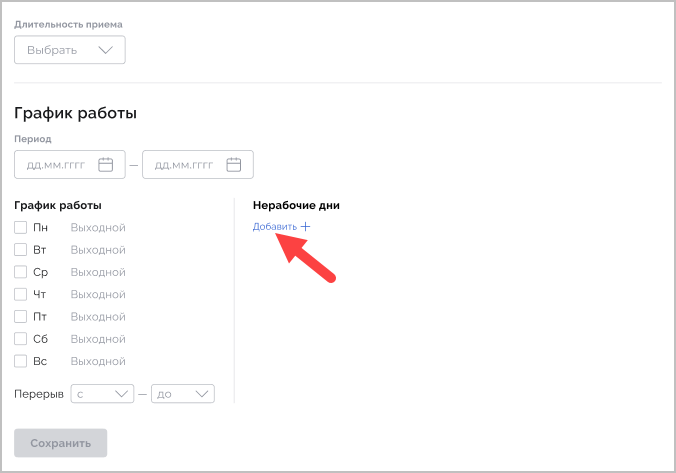 Длительность приема
Выбрать
График работы
Период
дд.мм.гггг — дд.мм.гггг
График работы
Пн Выходной
Вт Выходной
Ср Выходной
Чт Выходной
Пт Выходной
Сб Выходной
Вс Выходной
Перерыв с — до
Нерабочие дни
Добавить +
Сохранить